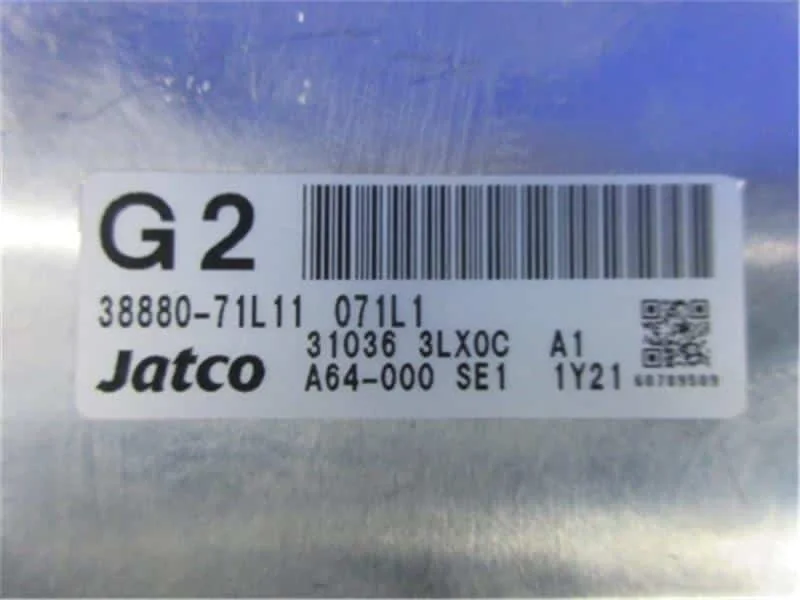 G2
38880-71L11 071L1
31036 3LX0C A1
Jatco A64-000 SE1 1Y21